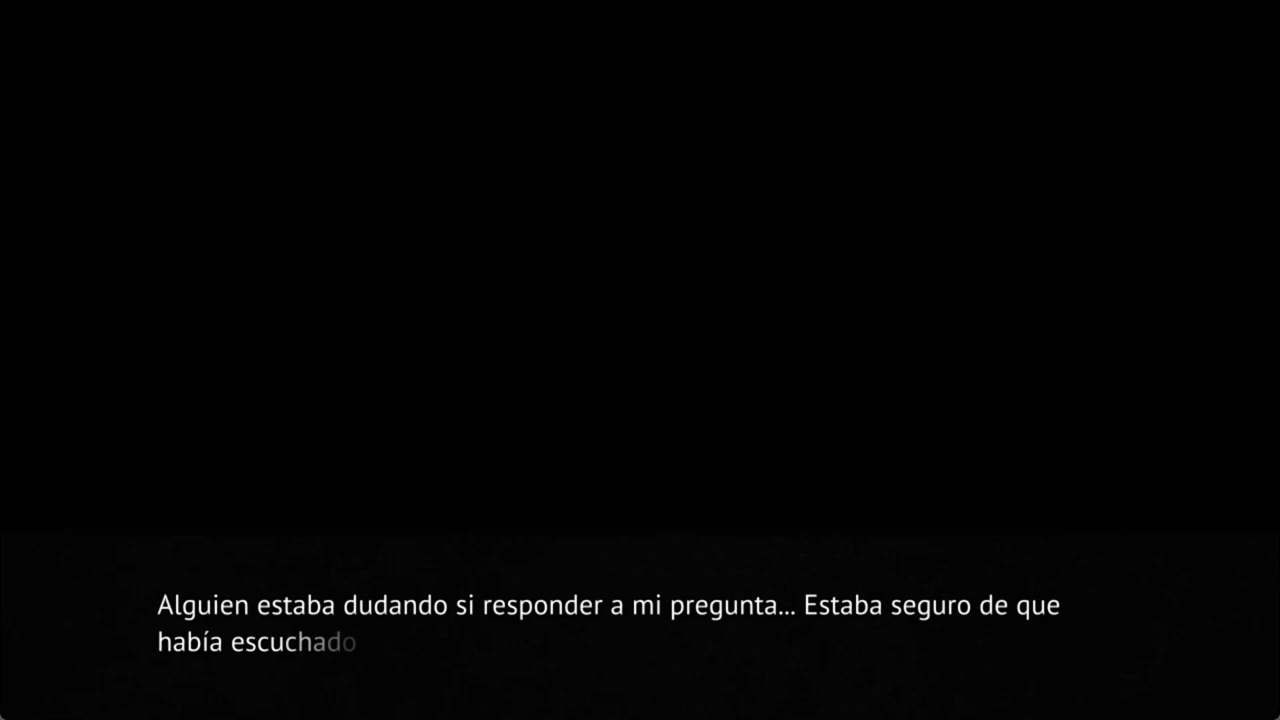 Alguien estaba dudando si responder a mi pregunta... Estaba seguro de que
había escuchado